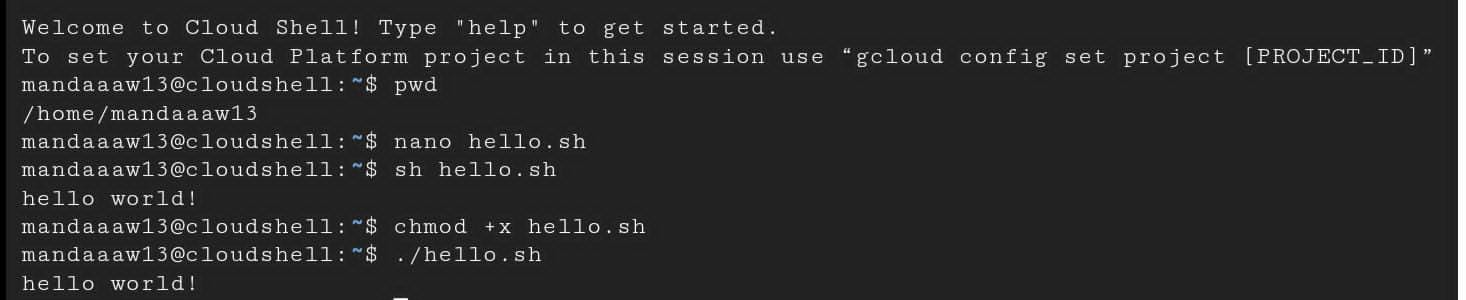 Welcome to Cloud Shell! Type "help" to get started.
To set your Cloud Platform project in this session use “gcloud config set project [PROJECT_ID]”
mandaaaw13@cloudshell:~$ pwd
/home/mandaaaw13
mandaaaw13@cloudshell:~$ nano hello.sh
mandaaaw13@cloudshell:~$ sh hello.sh
hello world!
mandaaaw13@cloudshell:~$ chmod +x hello.sh
mandaaaw13@cloudshell:~$ ./hello.sh
hello world!